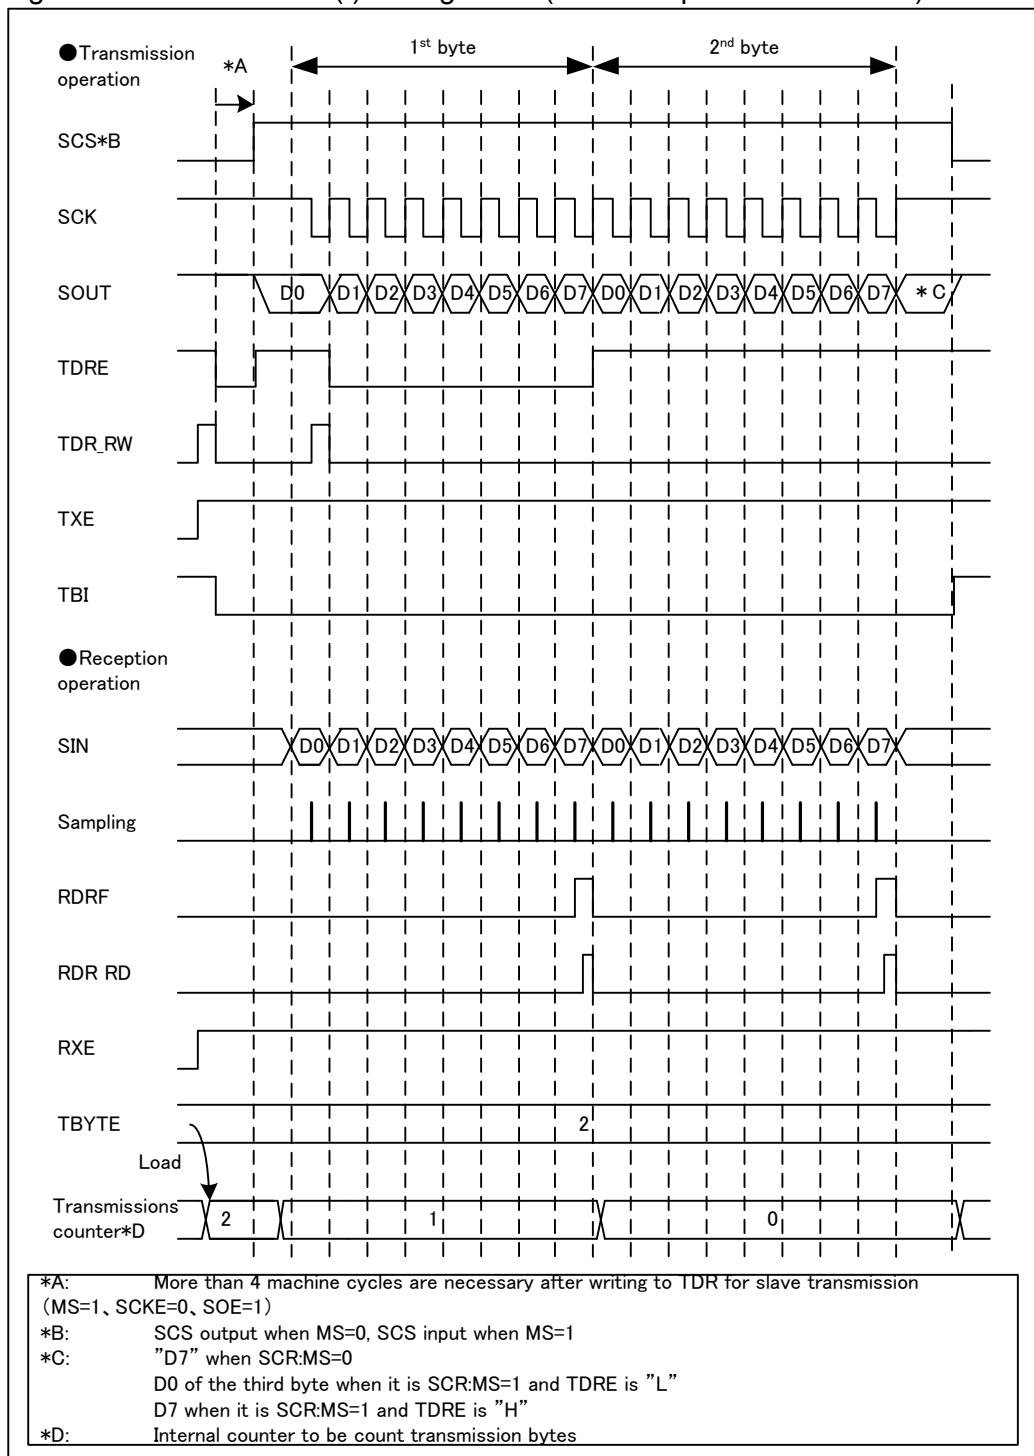 1st byte 2nd byte
●Transmission
operation
*A
SCS*B
SCK
SOUT D0 D1 D2 D3 D4 D5 D6 D7 D0 D1 D2 D3 D4 D5 D6 D7 *C
TDRE
TDR_RW
TXE
TBI
●Reception
operation
SIN D0 D1 D2 D3 D4 D5 D6 D7 D0 D1 D2 D3 D4 D5 D6 D7
Sampling
RDRF
RDR RD
RXE
TBYTE 2
Load
Transmissions
counter*D 2 1 0
*A: More than 4 machine cycles are necessary after writing to TDR for slave transmission
(MS=1、SCKE=0、SOE=1)
*B: SCS output when MS=0, SCS input when MS=1
*C: "D7" when SCR:MS=0
D0 of the third byte when it is SCR:MS=1 and TDRE is "L"
D7 when it is SCR:MS=1 and TDRE is "H"
*D: Internal counter to be count transmission bytes